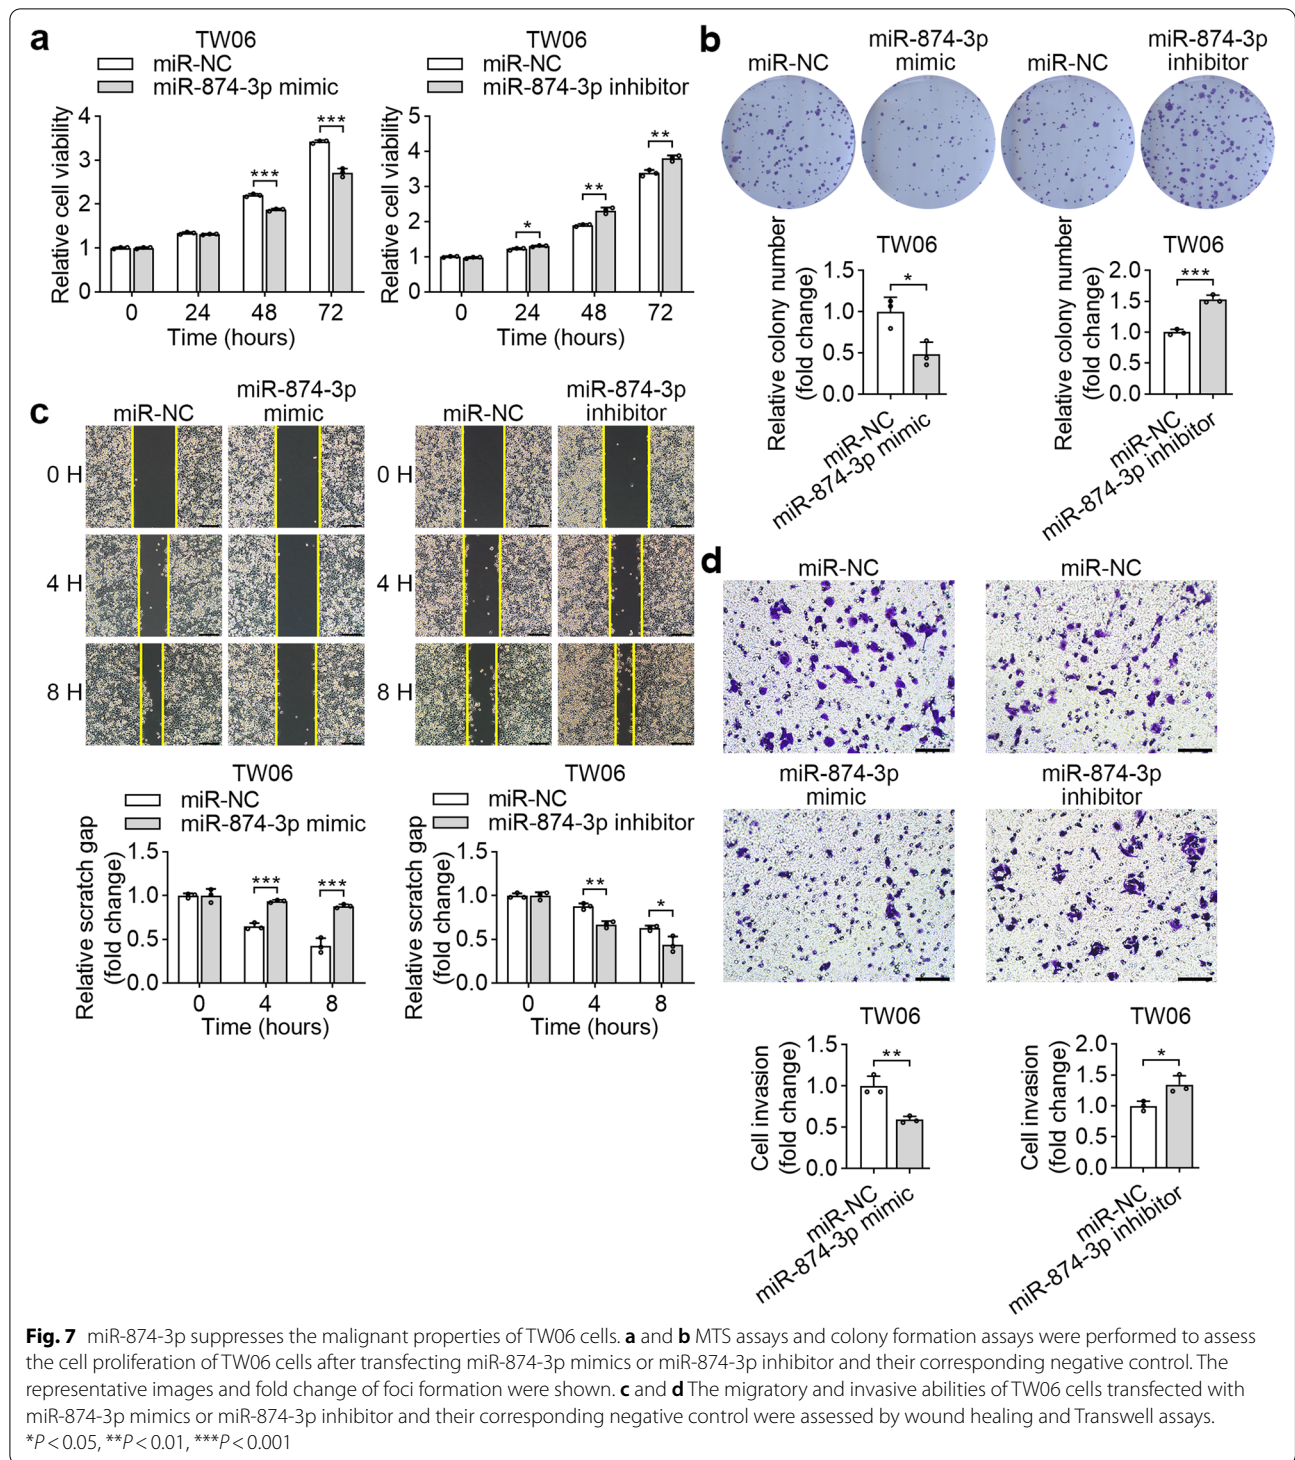 a
TW06
miR-NC
miR-874-3p mimic
Relative cell viability
4
3
2
1
0
***
***
0 24 48 72
Time (hours)
TW06
miR-NC
miR-874-3p inhibitor
Relative cell viability
5
4
3
2
1
0
*
**
**
0 24 48 72
Time (hours)
b
miR-NC
miR-874-3p
mimic
miR-NC
miR-874-3p
inhibitor
TW06
Relative colony number
(fold change)
1.5
1.0
0.5
0.0
*
miR-NC
miR-874-3p mimic
TW06
Relative colony number
(fold change)
2.0
1.5
1.0
0.5
0.0
***
miR-NC
miR-874-3p inhibitor
c
miR-NC
miR-874-3p
mimic
0 H
4 H
8 H
miR-NC
miR-874-3p
inhibitor
0 H
4 H
8 H
TW06
miR-NC
miR-874-3p mimic
Relative scratch gap
(fold change)
1.5
1.0
0.5
0.0
***
***
0 4 8
Time (hours)
TW06
miR-NC
miR-874-3p inhibitor
Relative scratch gap
(fold change)
1.5
1.0
0.5
0.0
**
*
0 4 8
Time (hours)
d
miR-NC
miR-NC
miR-874-3p
mimic
miR-874-3p
inhibitor
TW06
Cell invasion
(fold change)
1.5
1.0
0.5
0.0
**
miR-NC
miR-874-3p mimic
TW06
Cell invasion
(fold change)
2.0
1.5
1.0
0.5
0.0
*
miR-NC
miR-874-3p inhibitor
Fig. 7 miR-874-3p suppresses the malignant properties of TW06 cells. a and b MTS assays and colony formation assays were performed to assess
the cell proliferation of TW06 cells after transfecting miR-874-3p mimics or miR-874-3p inhibitor and their corresponding negative control. The
representative images and fold change of foci formation were shown. c and d The migratory and invasive abilities of TW06 cells transfected with
miR-874-3p mimics or miR-874-3p inhibitor and their corresponding negative control were assessed by wound healing and Transwell assays.
*P < 0.05, **P < 0.01, ***P < 0.001